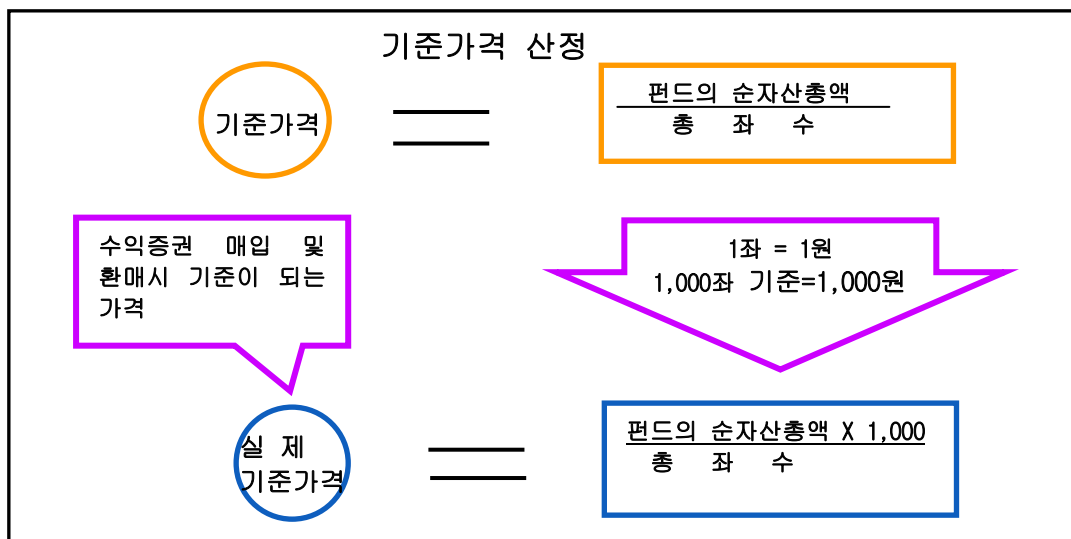 기준가격 산정
기준가격
펀드의 순자산총액
총 좌 수
수익증권 매입 및
환매시 기준이 되는
가격
1좌 = 1원
1,000좌 기준=1,000원
실 제
기준가격
펀드의 순자산총액 X 1,000
총 좌 수